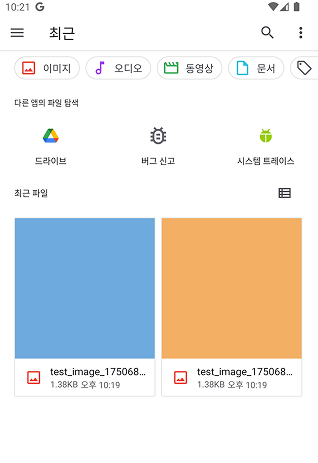 10:21 G
최근
이미지 오디오 동영상 문서
다른 앱의 파일 탐색
드라이브 버그 신고 시스템 트레이스
최근 파일
test_image_175068... test_image_175068...
1.38KB 오후 10:19 1.38KB 오후 10:19